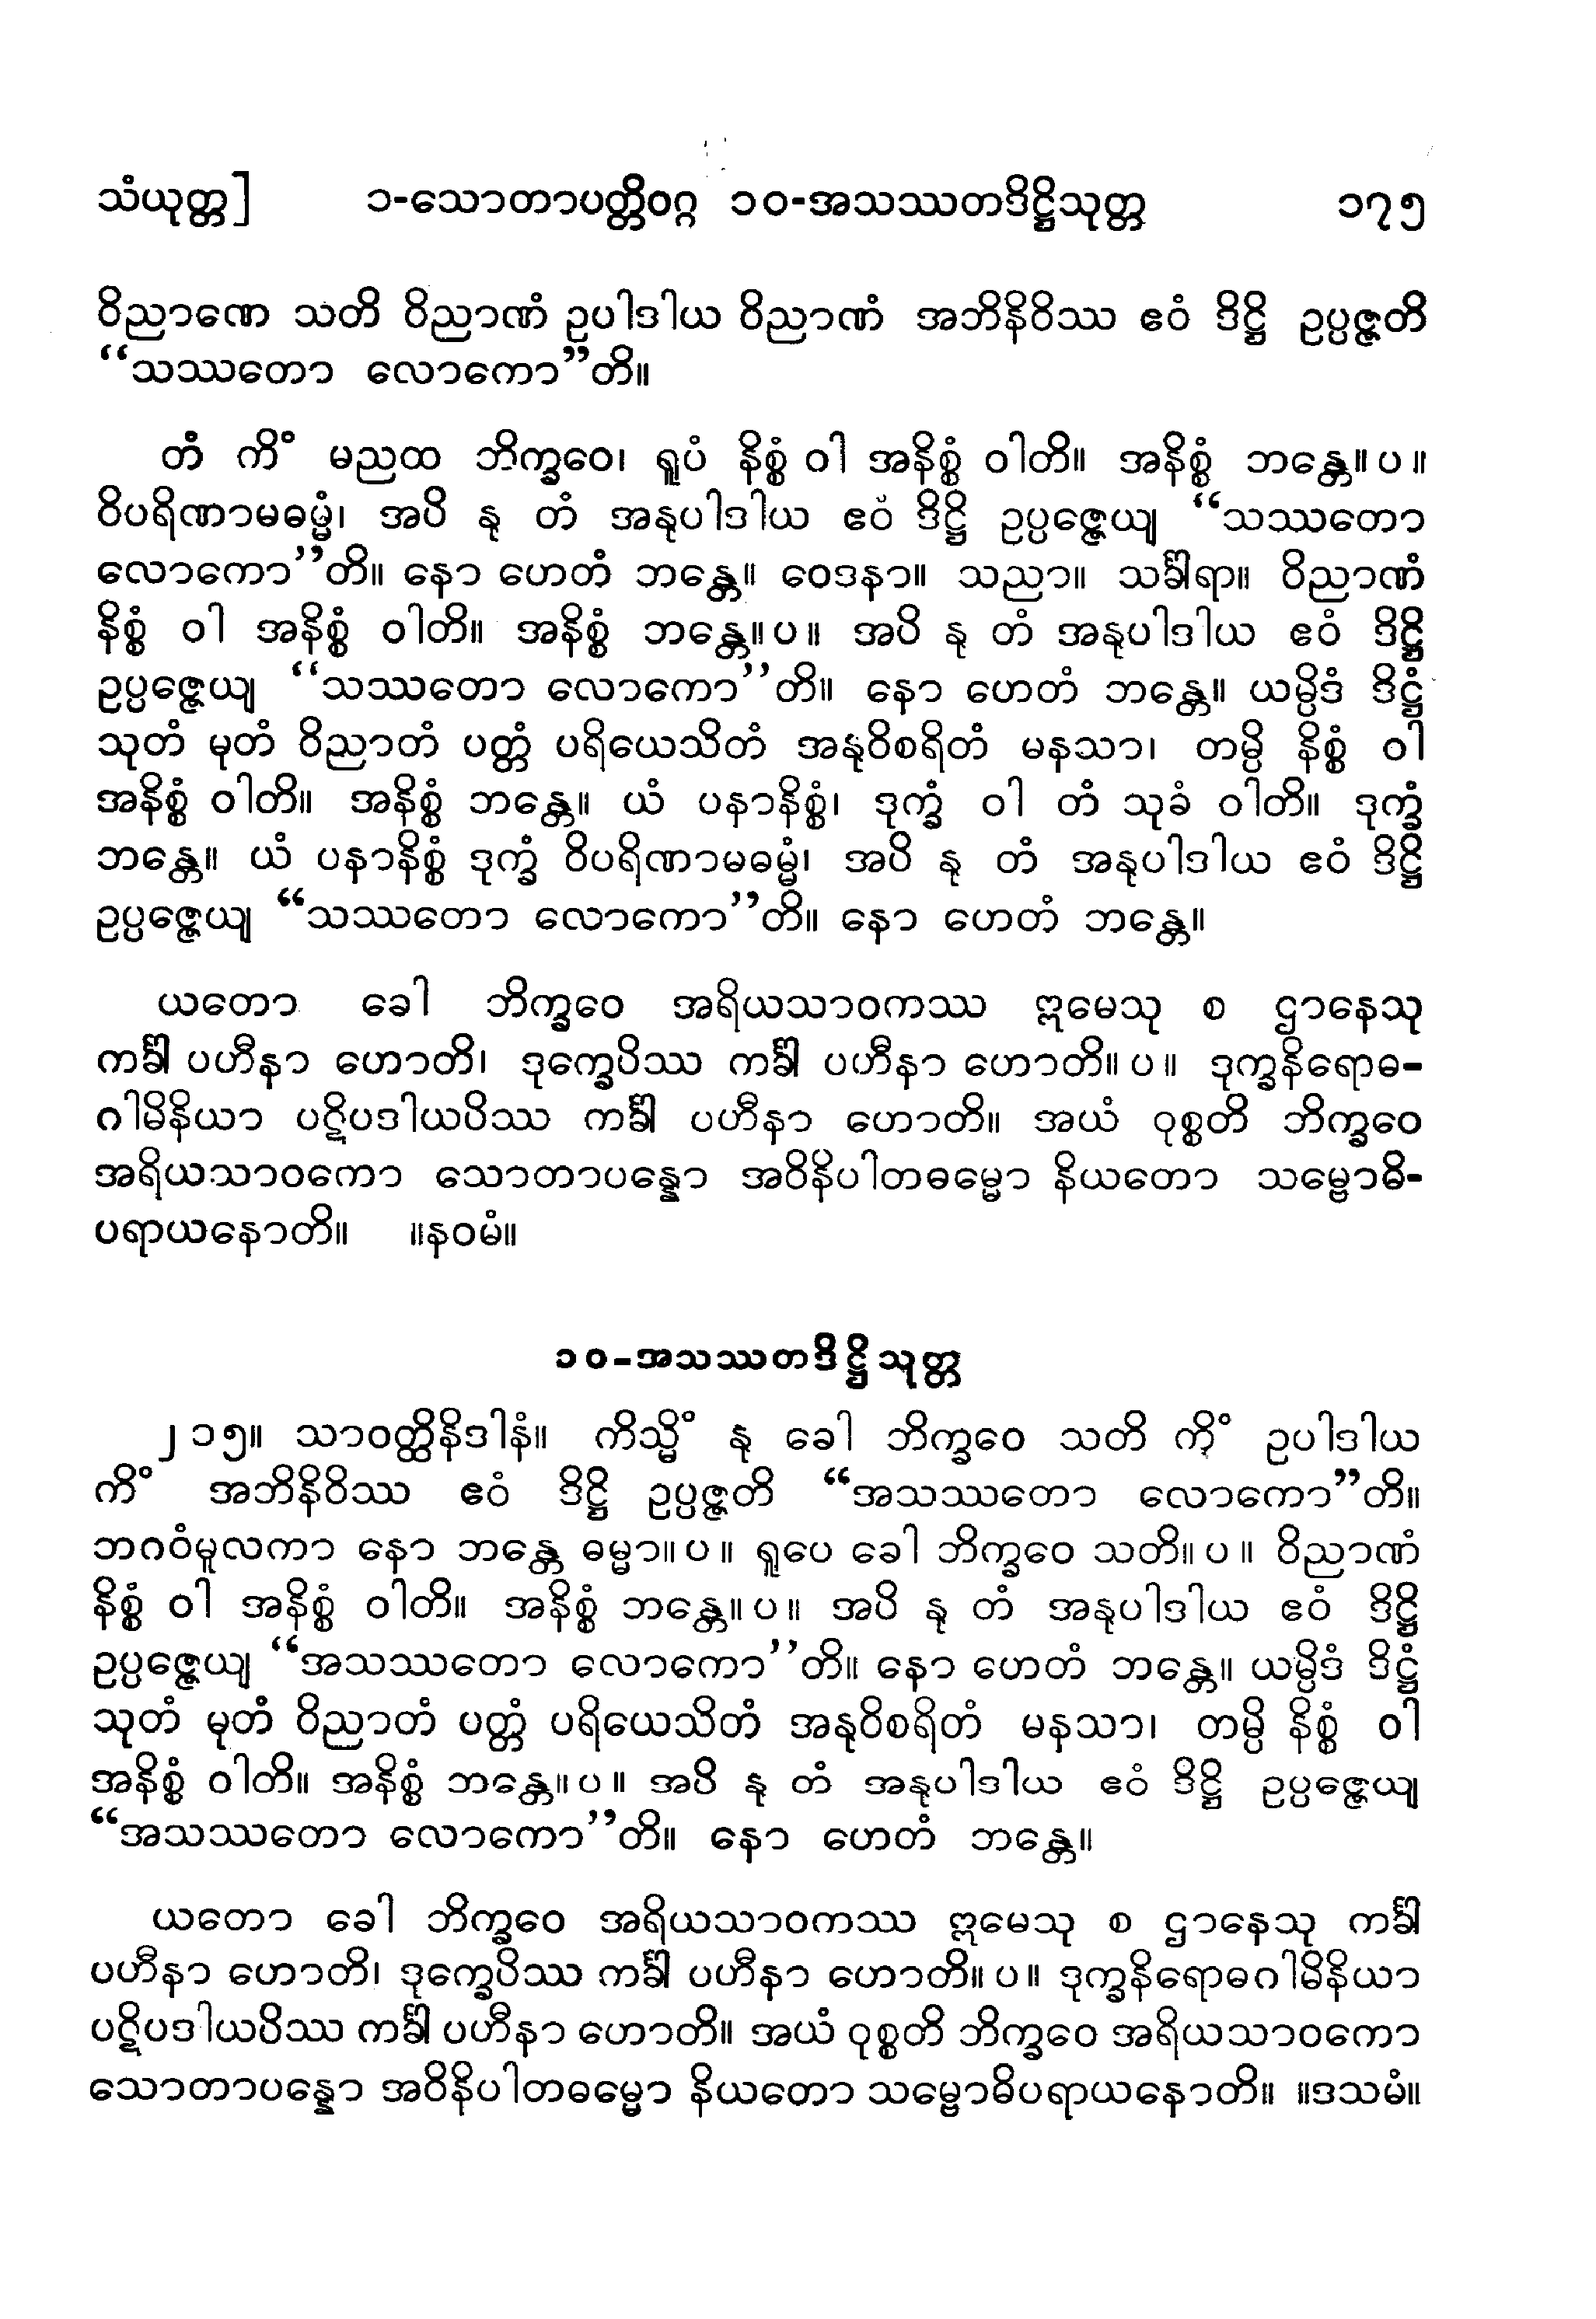 သံယုတ္တ] ၁-သောတာပတ္တိဝဂ္ဂ ၁၀-အသဿတဒိဋ္ဌိသုတ္တ ၁၇၅
ဝိညာဏေ သတိ ဝိညာဏံ ဥပါဒါယ ဝိညာဏံ အဘိနိဝိဿ ဧဝံ ဒိဋ္ဌိ ဥပ္ပဇ္ဇတိ
“သဿတော လောကော”တိ။
တံ ကိံ မညထ ဘိက္ခဝေ၊ ရူပံ နိစ္စံ ဝါ အနိစ္စံ ဝါတိ။ အနိစ္စံ ဘန္တေ။ပ။
ဝိပရိဏာမဓမ္မံ၊ အပိ နု တံ အနုပါဒါယ ဧဝံ ဒိဋ္ဌိ ဥပ္ပဇ္ဇေယျ “သဿတော
လောကော”တိ။ နော ဟေတံ ဘန္တေ။ ဝေဒနာ။ သညာ။ သင်္ခါရာ။ ဝိညာဏံ
နိစ္စံ ဝါ အနိစ္စံ ဝါတိ။ အနိစ္စံ ဘန္တေ။ပ။ အပိ နု တံ အနုပါဒါယ ဧဝံ ဒိဋ္ဌိ
ဥပ္ပဇ္ဇေယျ “သဿတော လောကော”တိ။ နော ဟေတံ ဘန္တေ။ ယမ္ပိဒံ ဒိဋ္ဌံ
သုတံ မုတံ ဝိညာတံ ပတ္တံ ပရိယေသိတံ အနုဝိစရိတံ မနသာ၊ တမ္ပိ နိစ္စံ ဝါ
အနိစ္စံ ဝါတိ။ အနိစ္စံ ဘန္တေ။ ယံ ပနာနိစ္စံ၊ ဒုက္ခံ ဝါ တံ သုခံ ဝါတိ။ ဒုက္ခံ
ဘန္တေ။ ယံ ပနာနိစ္စံ ဒုက္ခံ ဝိပရိဏာမဓမ္မံ၊ အပိ နု တံ အနုပါဒါယ ဧဝံ ဒိဋ္ဌိ
ဥပ္ပဇ္ဇေယျ “သဿတော လောကော”တိ။ နော ဟေတံ ဘန္တေ။
ယတော ခေါ ဘိက္ခဝေ အရိယသာဝကဿ ဣမေသု စ ဌာနေသု
ကင်္ခါ ပဟီနာ ဟောတိ၊ ဒုက္ခေပိဿ ကင်္ခါ ပဟီနာ ဟောတိ။ပ။ ဒုက္ခနိရောဓ-
ဂါမိနိယာ ပဋိပဒါယပိဿ ကင်္ခါ ပဟီနာ ဟောတိ။ အယံ ဝုစ္စတိ ဘိက္ခဝေ
အရိယသာဝကော သောတာပန္နော အဝိနိပါတဓမ္မော နိယတော သမ္ဗောဓိ-
ပရာယနောတိ။ ။နဝမံ။
၁၀-အသဿတဒိဋ္ဌိသုတ္တ
၂၁၅။ သာဝတ္ထိနိဒါနံ။ ကိသ္မိံ နု ခေါ ဘိက္ခဝေ သတိ ကိံ ဥပါဒါယ
ကိံ အဘိနိဝိဿ ဧဝံ ဒိဋ္ဌိ ဥပ္ပဇ္ဇတိ “အသဿတော လောကော”တိ။
ဘဂဝံမူလကာ နော ဘန္တေ ဓမ္မာ။ပ။ ရူပေ ခေါ ဘိက္ခဝေ သတိ။ပ။ ဝိညာဏံ
နိစ္စံ ဝါ အနိစ္စံ ဝါတိ။ အနိစ္စံ ဘန္တေ။ပ။ အပိ နု တံ အနုပါဒါယ ဧဝံ ဒိဋ္ဌိ
ဥပ္ပဇ္ဇေယျ “အသဿတော လောကော”တိ။ နော ဟေတံ ဘန္တေ။ ယမ္ပိဒံ ဒိဋ္ဌံ
သုတံ မုတံ ဝိညာတံ ပတ္တံ ပရိယေသိတံ အနုဝိစရိတံ မနသာ၊ တမ္ပိ နိစ္စံ ဝါ
အနိစ္စံ ဝါတိ။ အနိစ္စံ ဘန္တေ။ပ။ အပိ နု တံ အနုပါဒါယ ဧဝံ ဒိဋ္ဌိ ဥပ္ပဇ္ဇေယျ
“အသဿတော လောကော”တိ။ နော ဟေတံ ဘန္တေ။
ယတော ခေါ ဘိက္ခဝေ အရိယသာဝကဿ ဣမေသု စ ဌာနေသု ကင်္ခါ
ပဟီနာ ဟောတိ၊ ဒုက္ခေပိဿ ကင်္ခါ ပဟီနာ ဟောတိ။ပ။ ဒုက္ခနိရောဓဂါမိနိယာ
ပဋိပဒါယပိဿ ကင်္ခါ ပဟီနာ ဟောတိ။ အယံ ဝုစ္စတိ ဘိက္ခဝေ အရိယသာဝကော
သောတာပန္နော အဝိနိပါတဓမ္မော နိယတော သမ္ဗောဓိပရာယနောတိ။ ။ဒသမံ။